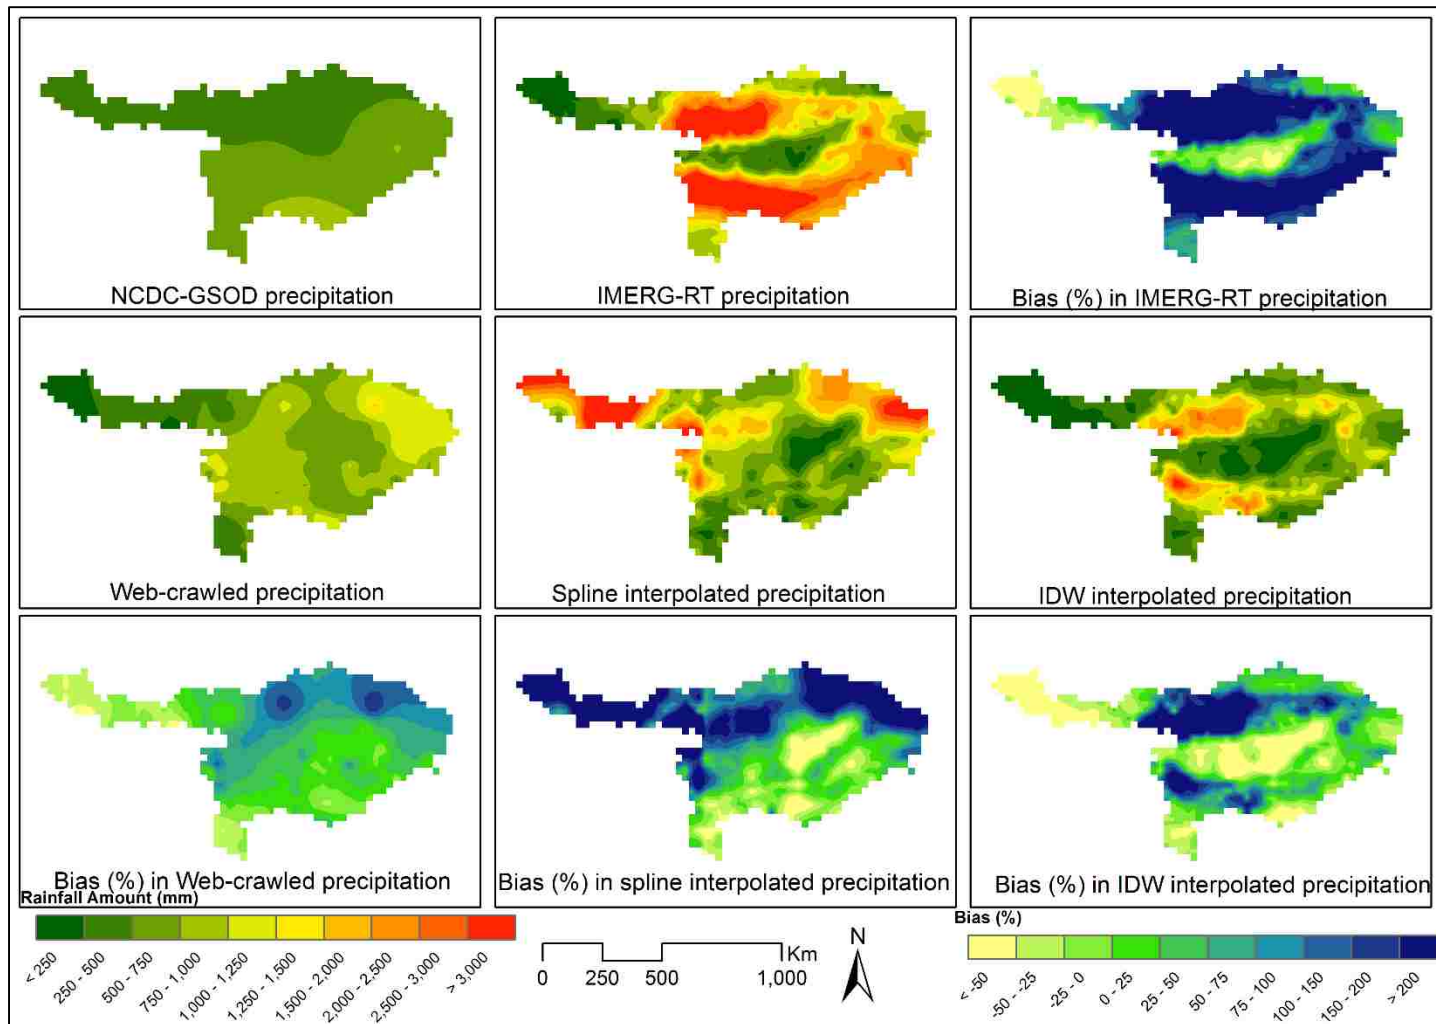 NCDC-GSOD precipitation
IMERG-RT precipitation
Bias (%) in IMERG-RT precipitation
Web-crawled precipitation
Spline interpolated precipitation
IDW interpolated precipitation
Bias (%) in Web-crawled precipitation
Bias (%) in spline interpolated precipitation
Bias (%) in IDW interpolated precipitation
Rainfall Amount (mm)
< 250
250 - 500
500 - 750
750 - 1,000
1,000 - 1,250
1,250 - 1,500
1,500 - 2,000
2,000 - 2,500
2,500 - 3,000
> 3,000
Km
0 250 500 1,000
N
Bias (%)
< -50
-50 - -25
-25 - 0
0 - 25
25 - 50
50 - 75
75 - 100
100 - 150
150 - 200
> 200